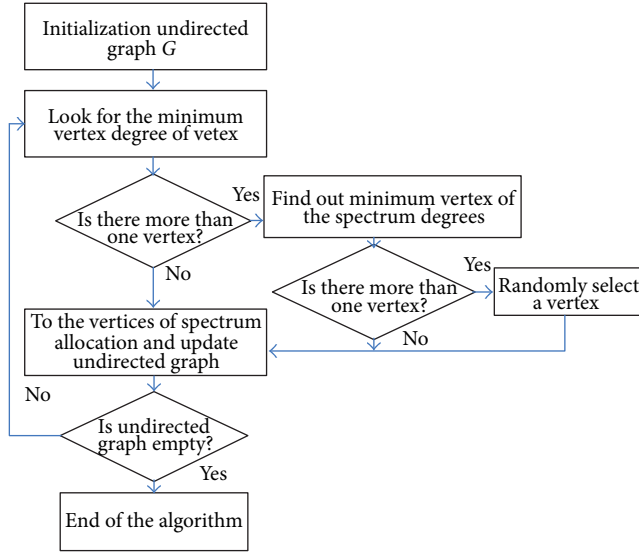 Initialization undirected
graph G
Look for the minimum
vertex degree of vetex
Is there more than
one vertex?
Yes
Find out minimum vertex of
the spectrum degrees
No
Is there more than
one vertex?
Yes
Randomly select
a vertex
No
To the vertices of spectrum
allocation and update
undirected graph
No
Is undirected
graph empty?
Yes
End of the algorithm